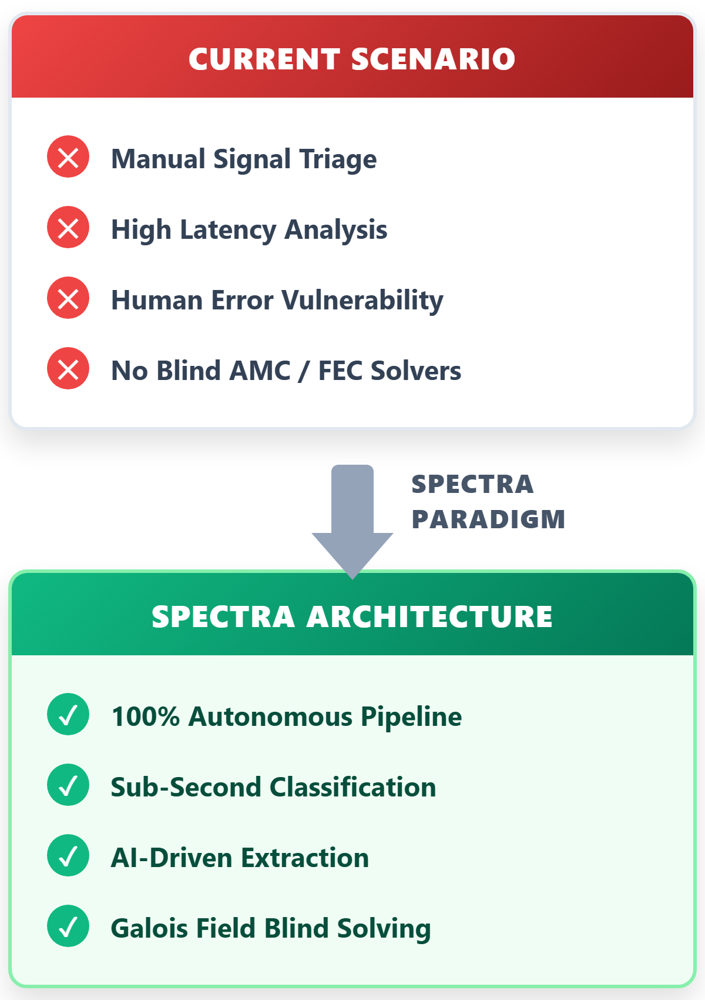 CURRENT SCENARIO
Manual Signal Triage
High Latency Analysis
Human Error Vulnerability
No Blind AMC / FEC Solvers
SPECTRA
PARADIGM
SPECTRA ARCHITECTURE
100% Autonomous Pipeline
Sub-Second Classification
AI-Driven Extraction
Galois Field Blind Solving